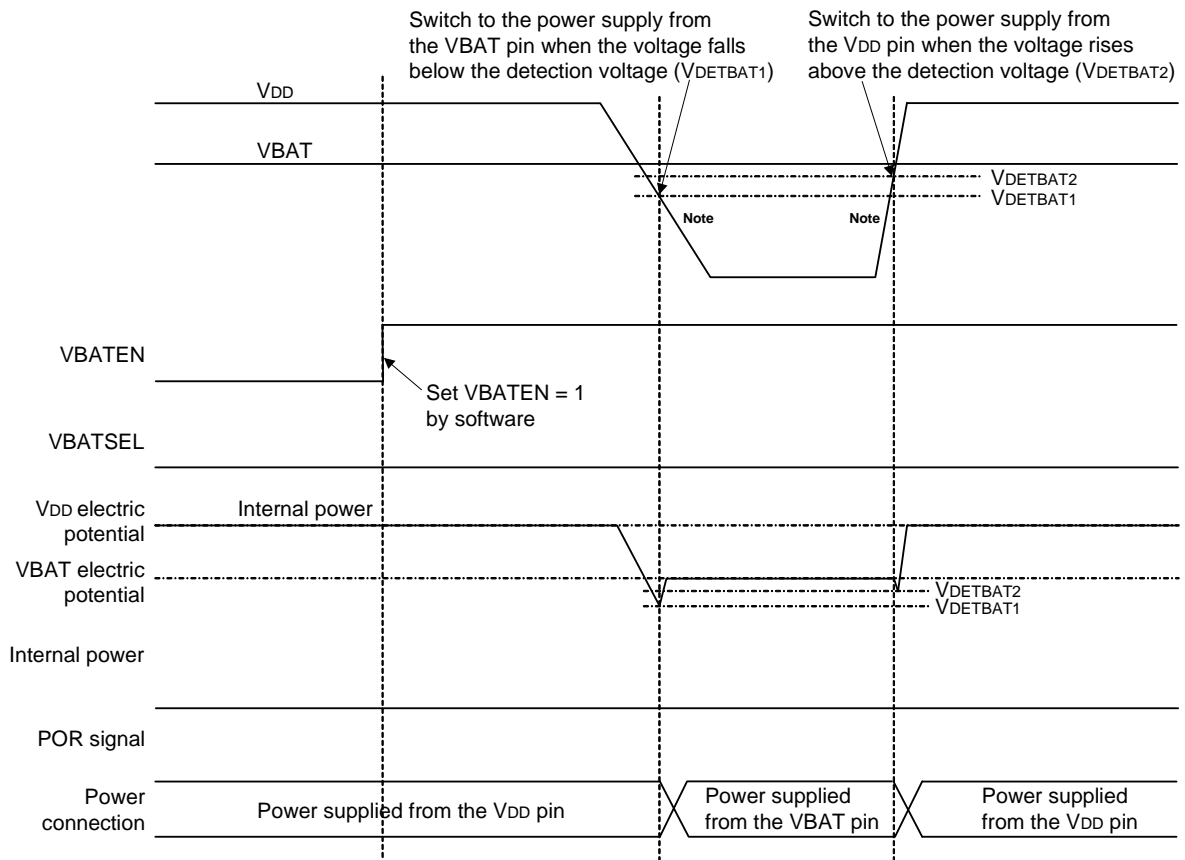 Switch to the power supply from
the VBAT pin when the voltage falls
below the detection voltage (VDETBAT1)
Switch to the power supply from
the VDD pin when the voltage rises
above the detection voltage (VDETBAT2)
VDD
VBAT
VDETBAT2
VDETBAT1
Note
Note
VBATEN
Set VBATEN = 1
by software
VBATSEL
VDD electric
potential
Internal power
VBAT electric
potential
VDETBAT2
VDETBAT1
Internal power
POR signal
Power
connection
Power supplied from the VDD pin
Power supplied
from the VBAT pin
Power supplied
from the VDD pin